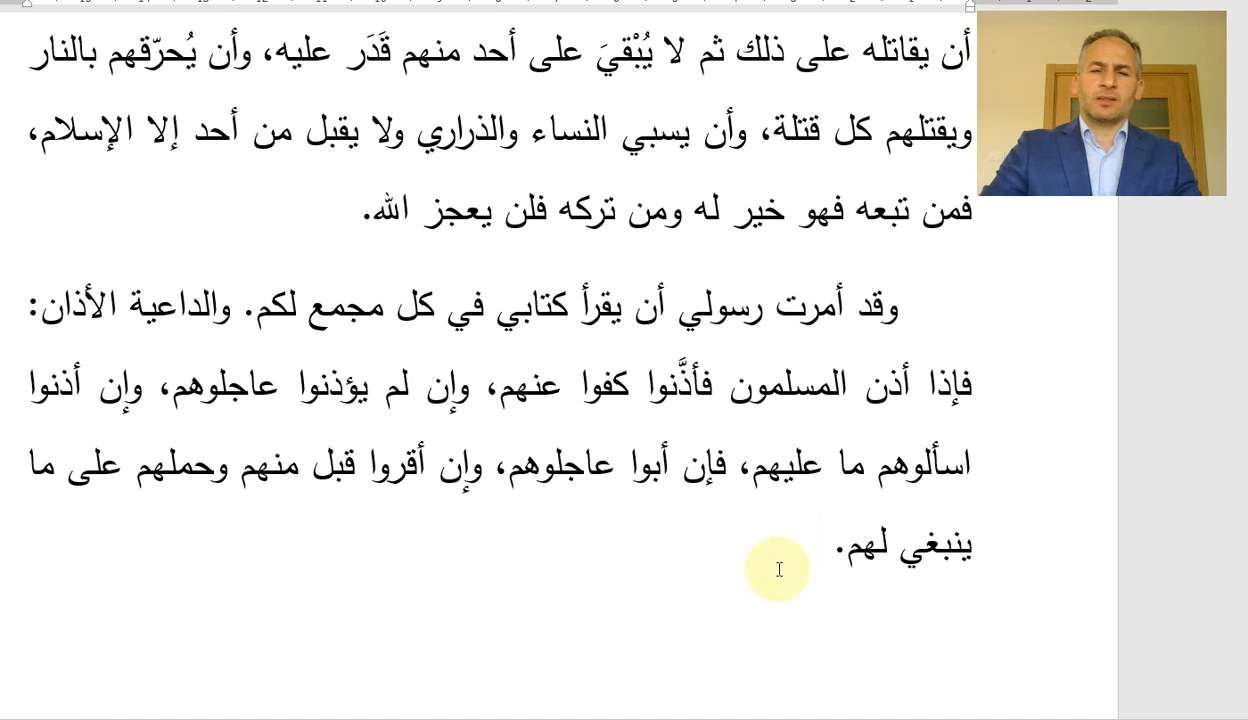 أن يقاتله على ذلك ثم لا يُبْقيَ على أحد منهم قَدَر عليه، وأن يُحرّقهم بالنار
ويقتلهم كل قتلة، وأن يسبي النساء والذراري ولا يقبل من أحد إلا الإسلام،
فمن تبعه فهو خير له ومن تركه فلن يعجز الله.
وقد أمرت رسولي أن يقرأ كتابي في كل مجمع لكم. والداعية الأذان:
فإذا أذن المسلمون فأذَّنوا كفوا عنهم، وإن لم يؤذنوا عاجلوهم، وإن أذنوا
اسألوهم ما عليهم، فإن أبوا عاجلوهم، وإن أقروا قبل منهم وحملهم على ما
ينبغي لهم.